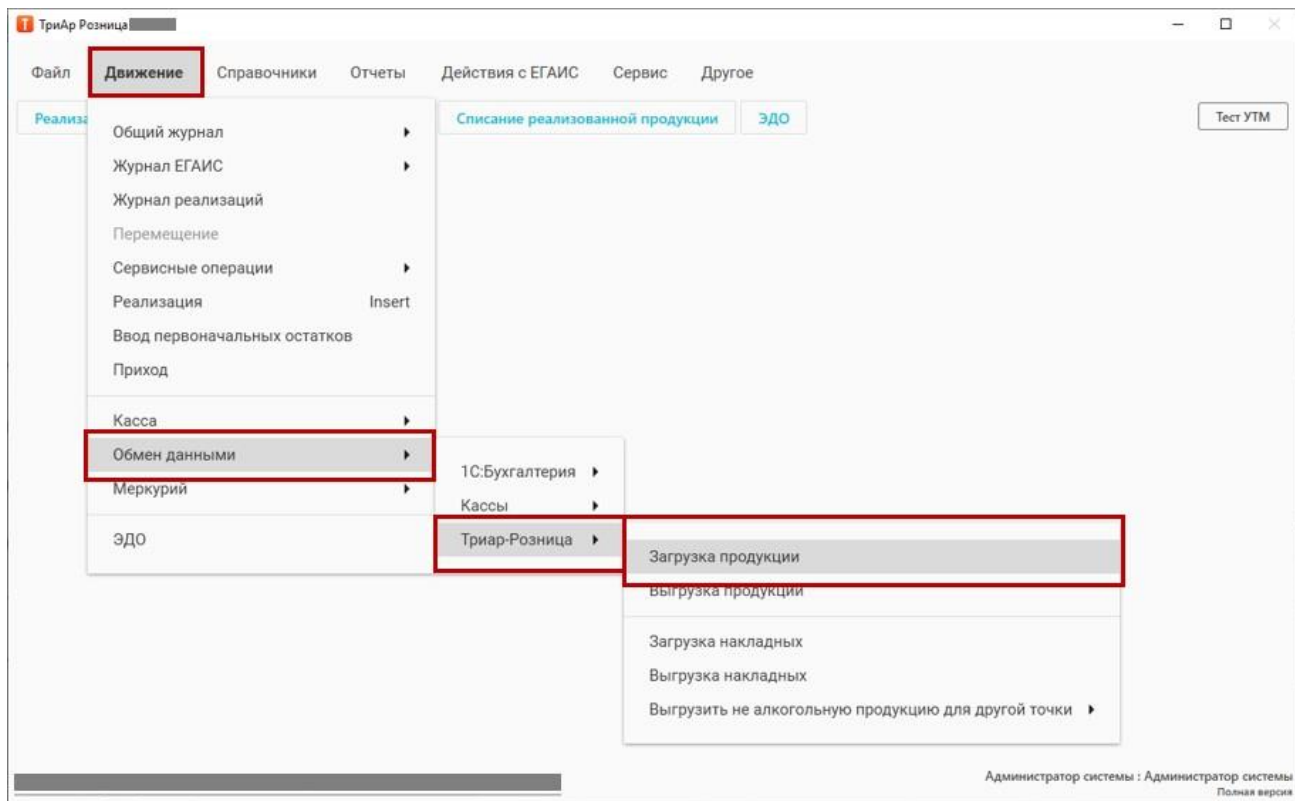 ТриАр Розница
Файл Движение Справочники Отчеты Действия с ЕГАИС Сервис Другое
Реализа Списание реализованной продукции ЭДО Тест УТМ
Общий журнал
Журнал ЕГАИС
Журнал реализаций
Перемещение
Сервисные операции
Реализация Insert
Ввод первоначальных остатков
Приход
Касса
Обмен данными
Меркурий
ЭДО
1С:Бухгалтерия
Кассы
Триар-Розница
Загрузка продукции
Выгрузка продукции
Загрузка накладных
Выгрузка накладных
Выгрузить не алкогольную продукцию для другой точки
Администратор системы : Администратор системы
Полная версия